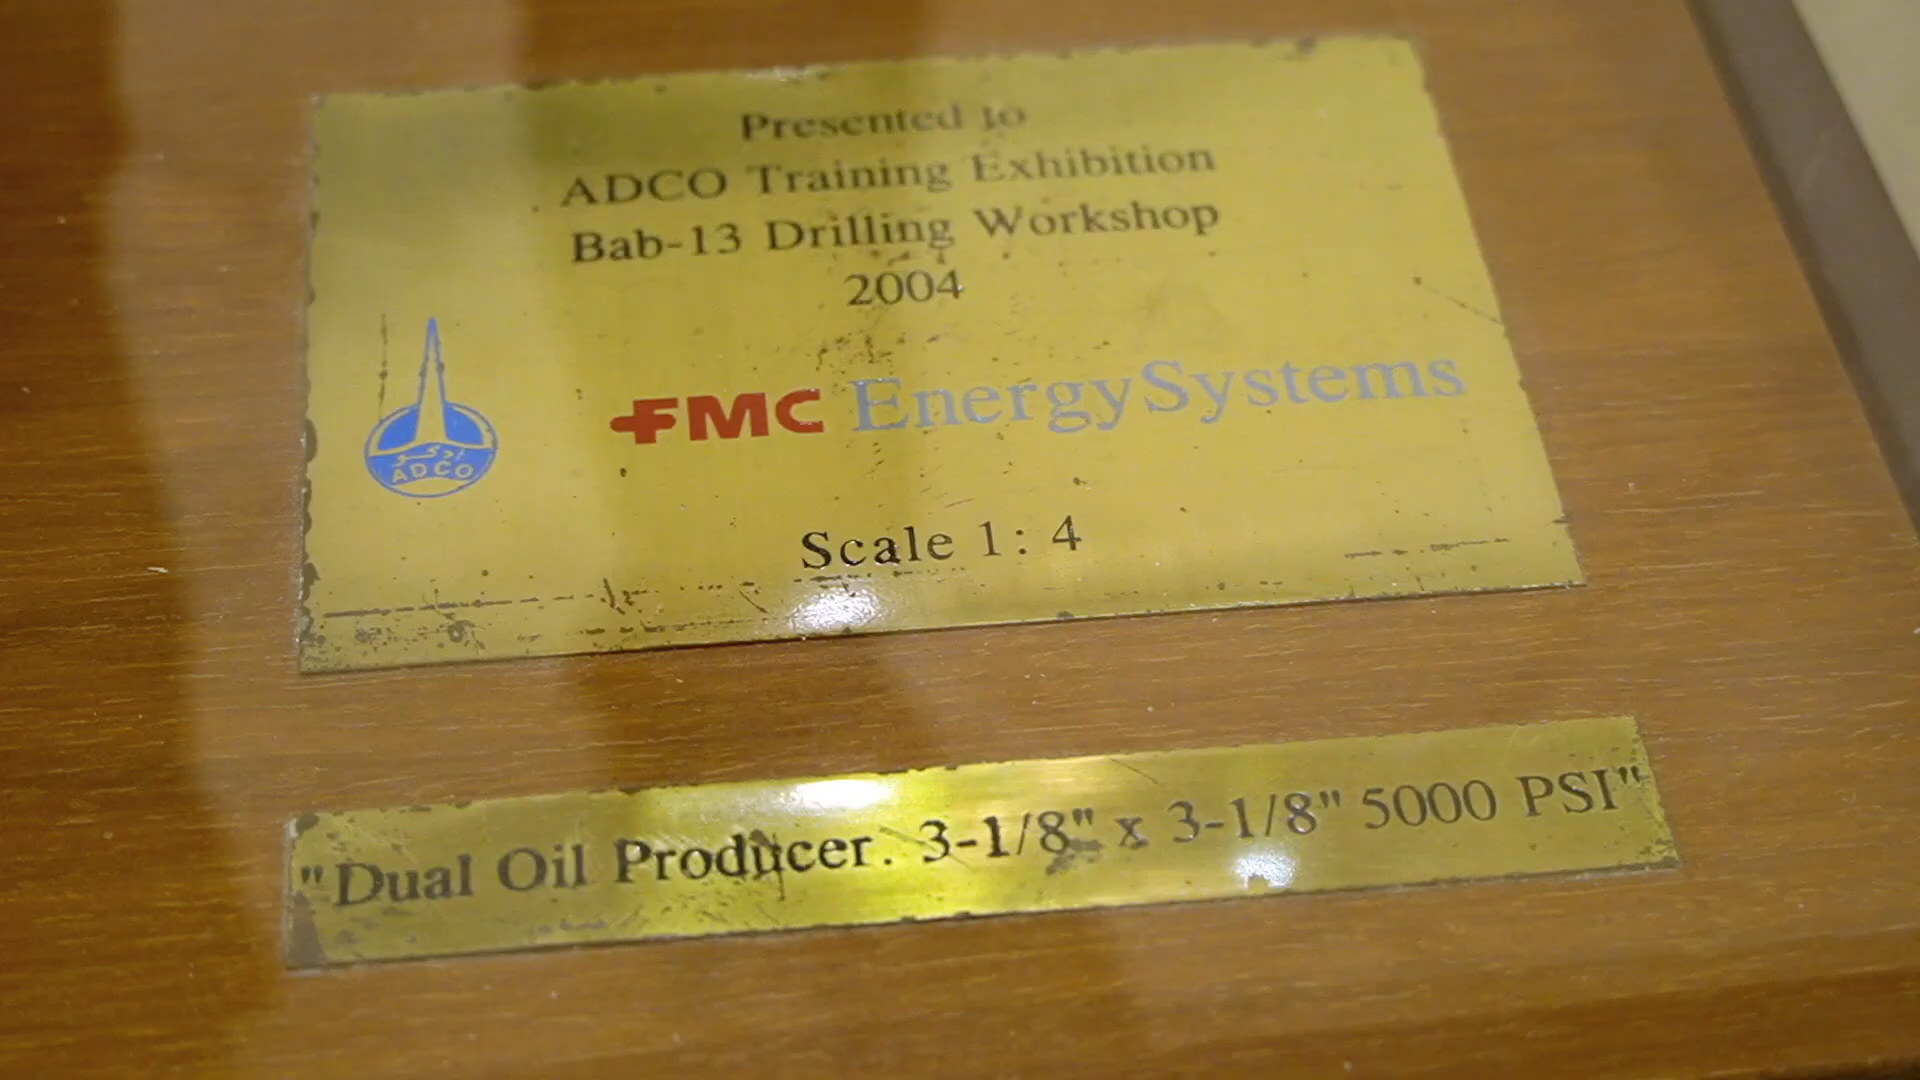 Presented to
ADCO Training Exhibition
Bab-13 Drilling Workshop
2004
FMC EnergySystems
ادكو
ADCO
Scale 1: 4
"Dual Oil Producer. 3-1/8" x 3-1/8" 5000 PSI"